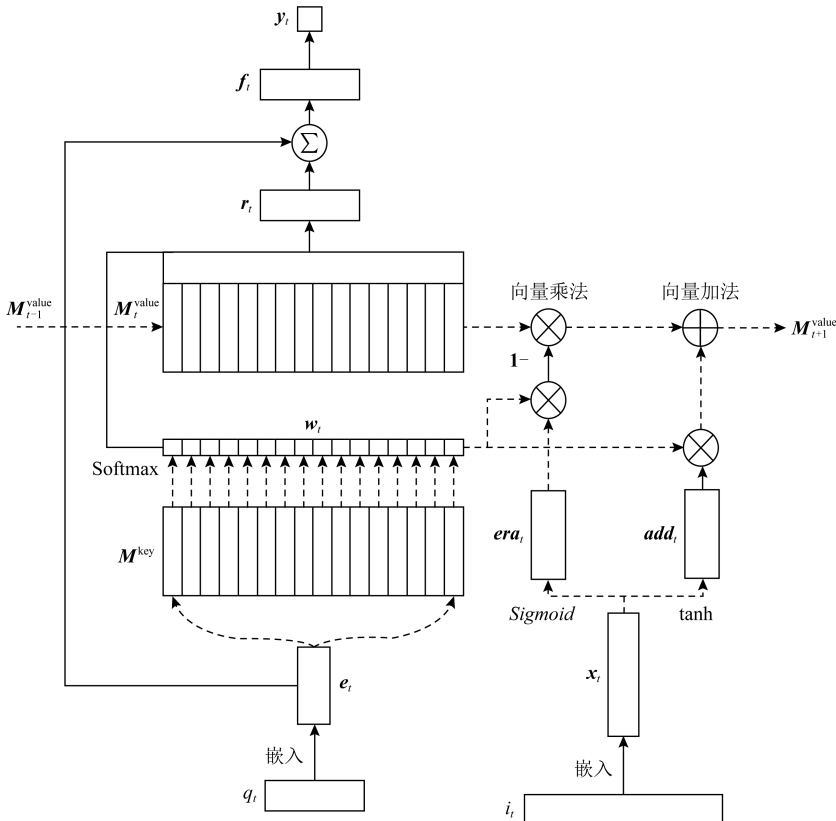 y_t
f_t
Σ
r_t
向量乘法 向量加法
M_{t-1}^{value} M_t^{value} M_{t+1}^{value}
1−
w_t
Softmax
era_t add_t
M^{key}
Sigmoid tanh
e_t x_t
嵌入 嵌入
q_t i_t